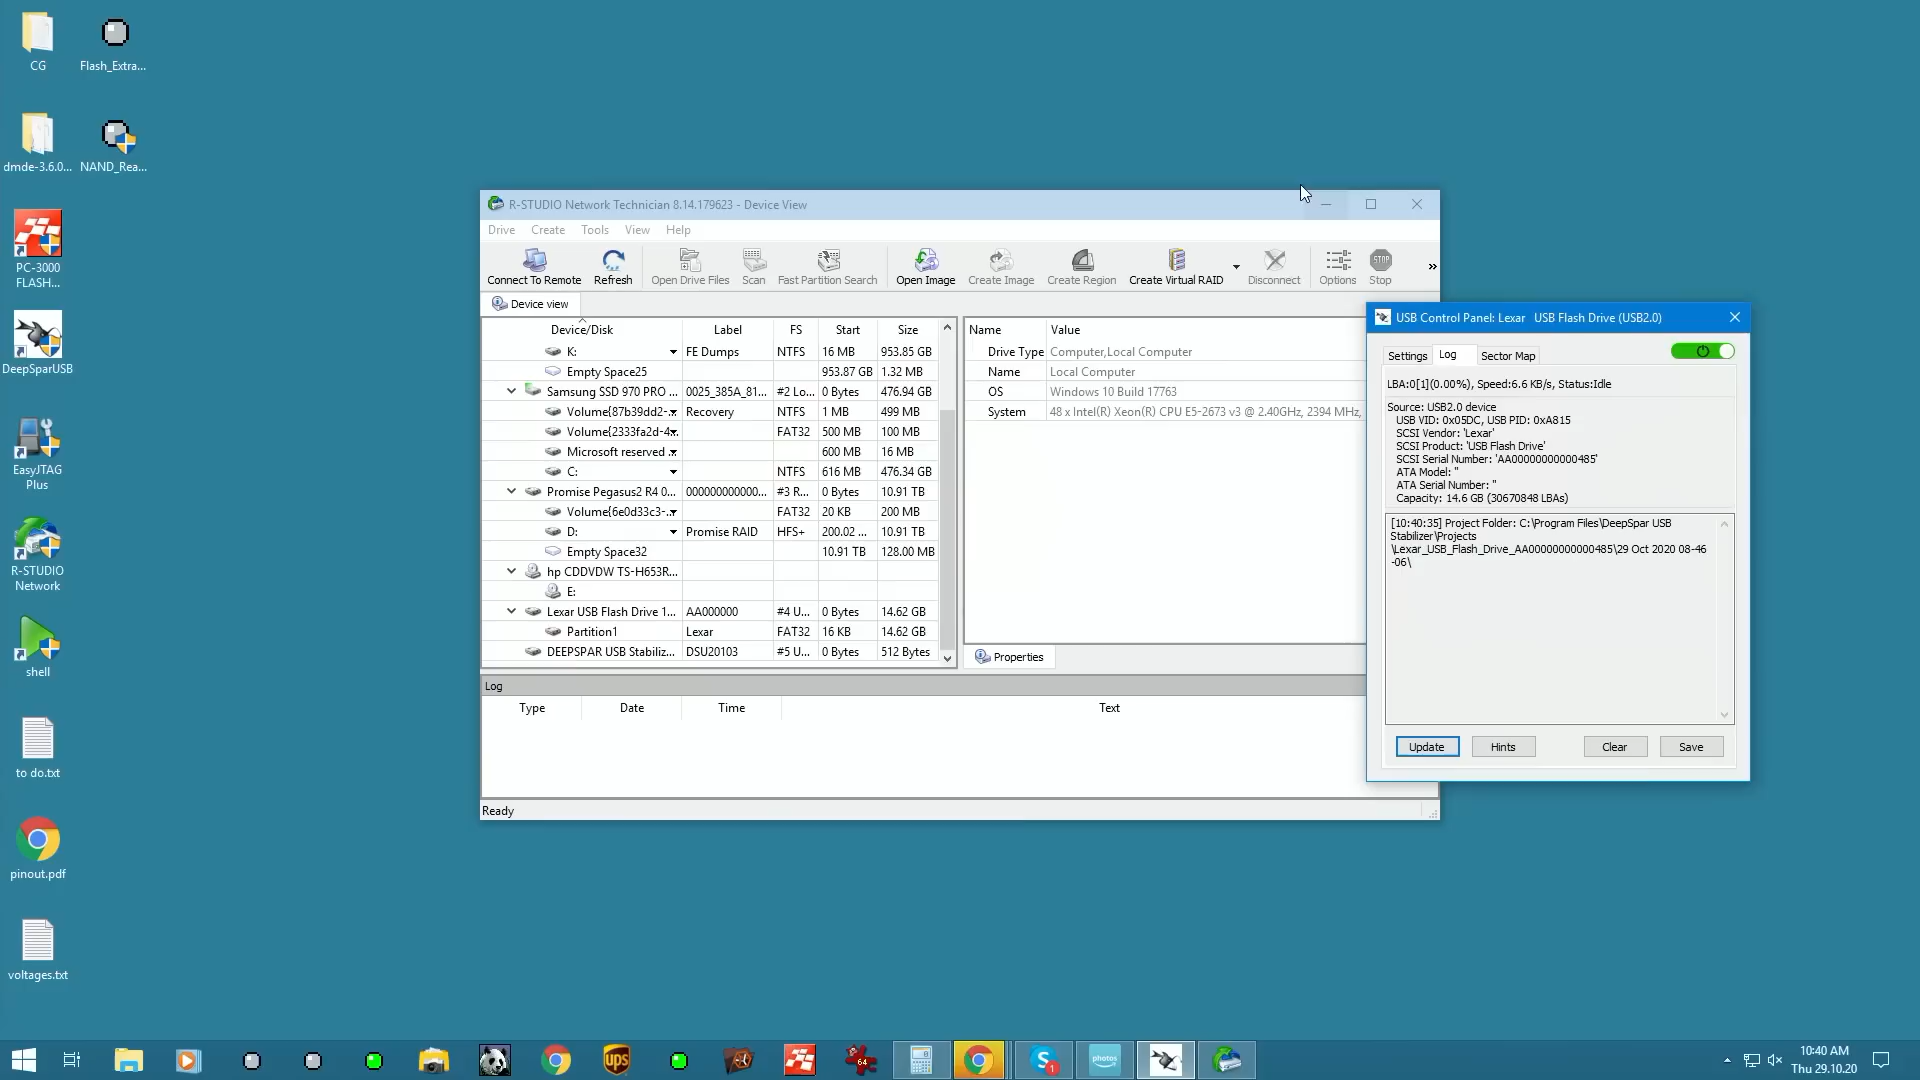 CG
Flash_Extra...
dmde-3.6.0...
NAND_Rea...
PC-3000
FLASH...
DeepSparUSB
EasyJTAG
Plus
R-STUDIO
Network
shell
to do.txt
pinout.pdf
voltages.txt
R-STUDIO Network Technician 8.14.179623 - Device View
Drive Create Tools View Help
Connect To Remote Refresh Open Drive Files Scan Fast Partition Search Open Image Create Image Create Region Create Virtual RAID Disconnect Options STOP Stop »
Device view
Device/Disk Label FS Start Size
K: FE Dumps NTFS 16 MB 953.85 GB
Empty Space25 953.87 GB 1.32 MB
Samsung SSD 970 PRO ... 0025_385A_81... #2 Lo... 0 Bytes 476.94 GB
Volume{87b39dd2-.. Recovery NTFS 1 MB 499 MB
Volume{2333fa2d-4.. FAT32 500 MB 100 MB
Microsoft reserved .. 600 MB 16 MB
C: NTFS 616 MB 476.34 GB
Promise Pegasus2 R4 0... 000000000000... #3 R... 0 Bytes 10.91 TB
Volume{6e0d33c3-.. FAT32 20 KB 200 MB
D: Promise RAID HFS+ 200.02 ... 10.91 TB
Empty Space32 10.91 TB 128.00 MB
hp CDDVDW TS-H653R...
E:
Lexar USB Flash Drive 1... AA000000 #4 U... 0 Bytes 14.62 GB
Partition1 Lexar FAT32 16 KB 14.62 GB
DEEPSPAR USB Stabiliz... DSU20103 #5 U... 0 Bytes 512 Bytes
Name Value
Drive Type Computer,Local Computer
Name Local Computer
OS Windows 10 Build 17763
System 48 x Intel(R) Xeon(R) CPU E5-2673 v3 @ 2.40GHz, 2394 MHz,
Properties
Log
Type Date Time Text
Ready
USB Control Panel: Lexar USB Flash Drive (USB2.0)
Settings Log Sector Map
LBA:0[1](0.00%), Speed:6.6 KB/s, Status:Idle
Source: USB2.0 device
USB VID: 0x05DC, USB PID: 0xA815
SCSI Vendor: 'Lexar'
SCSI Product: 'USB Flash Drive'
SCSI Serial Number: 'AA00000000000485'
ATA Model: ''
ATA Serial Number: ''
Capacity: 14.6 GB (30670848 LBAs)
[10:40:35] Project Folder: C:\Program Files\DeepSpar USB
Stabilizer\Projects
\Lexar_USB_Flash_Drive_AA00000000000485\29 Oct 2020 08-46
-06\
Update Hints Clear Save
ups
64
1
photos
10:40 AM
Thu 29.10.20